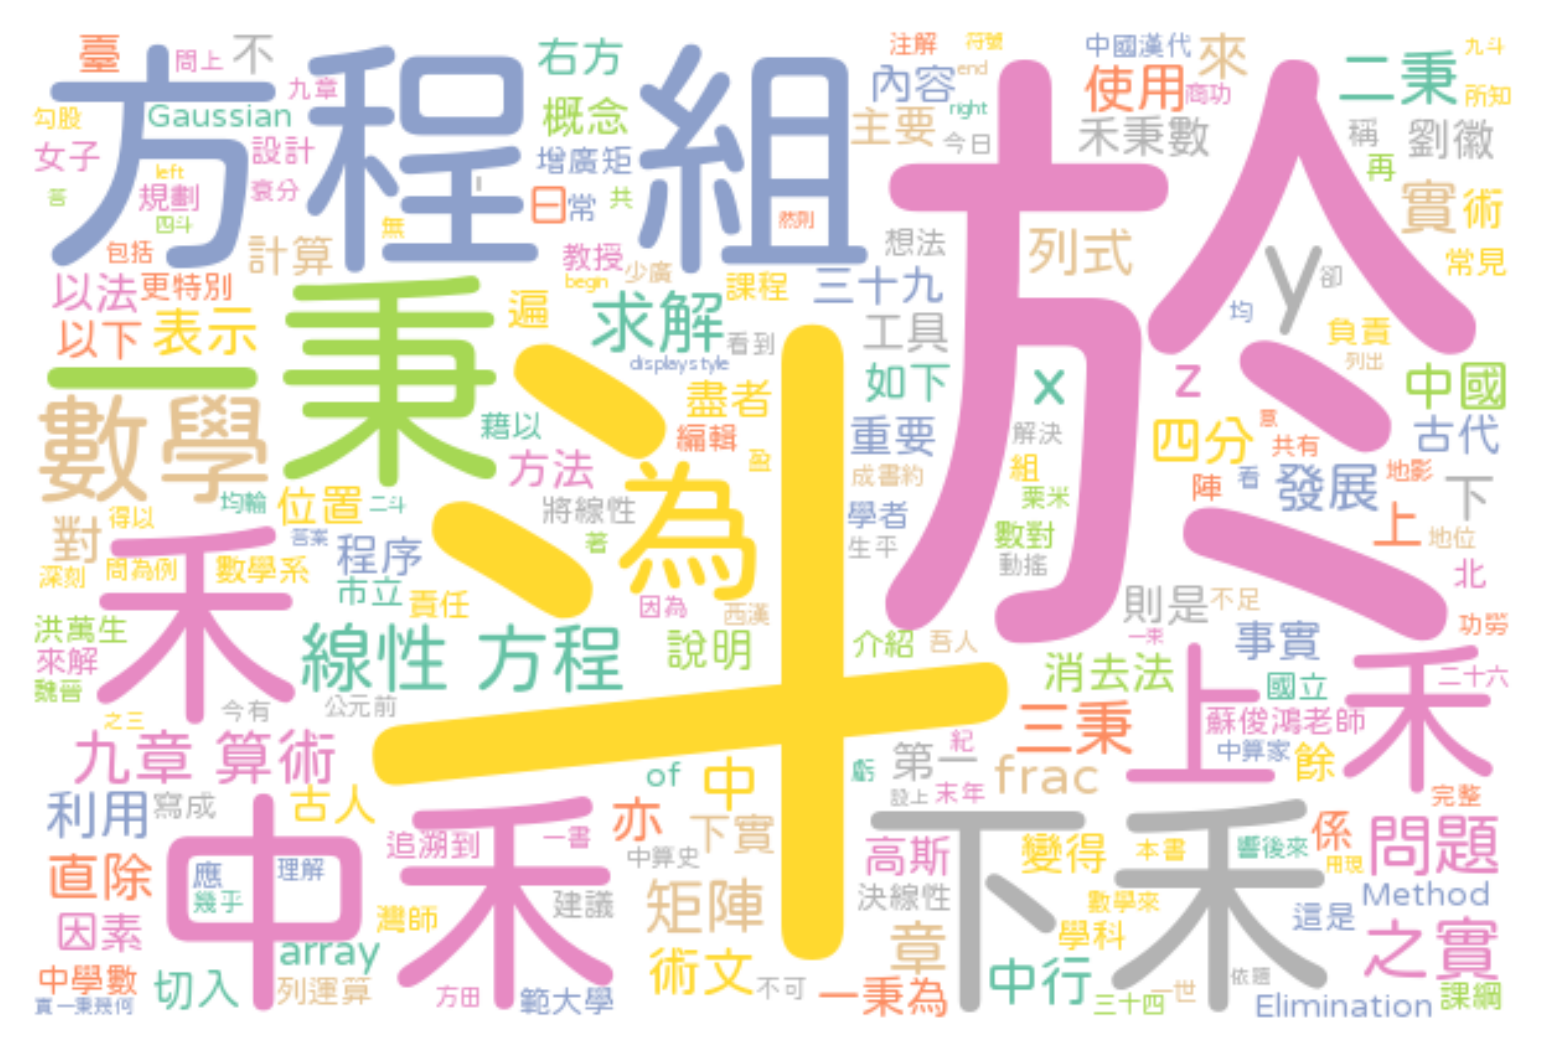 臺 問上 不 九章
方程組
右方 概念 增廣矩
注解 符號 end 內容 right 主要 今日
中國漢代 來 使用 商功 禾秉數
二秉 九斗 所知 稱 劉徽 再
勾股 Gaussian 女子 設計 left 規劃 衰分 答 四斗
日常 共 然則 無
於
實 術
包括 計算 教授 少廣 想法 列式 y 卻 常見
以法 更特別 begin 課程 三十九 均
以下 表示 遍 求解 看到 工具 負責
displaystyle 列出
一秉
數學
斗
盡者 如下 x z 中國
藉以 編輯 重要 解決 四分 意 共有 古代
方法 盈 成書約 組 看 發展 地影
均輪 位置 二斗 將線性 為 學者 粟米 陣 下
對 得以 答案 程序 著 生平 數對 上 地位
深刻 問為例 數學系 動搖 北
禾 市立 責任 因為 西漢 則是 不足
洪萬生 線性 方程 說明 介紹 吾人 一束 事實 功勞
來解 魏晉 消去法 國立 二十六
今有 公元前 之三
上禾
三秉 蘇俊鴻老師
九章 算術 of 中 虧 第一 紀 中算家 餘
frac 設上 末年 完整
利用 寫成 古人 亦 下實
中禾
下禾
追溯到 一書 中算史 高斯 變得 本書 響後來 係 問題
用現
直除 應 理解 幾乎 建議 矩陣 決線性 數學來 Method
因素 灣師 章 學科 這是 之實
array
中學數 切入 列運算 術文 不可 中行 依題
實一秉幾何 方田 範大學 一秉為 三十四 一世 Elimination 課綱